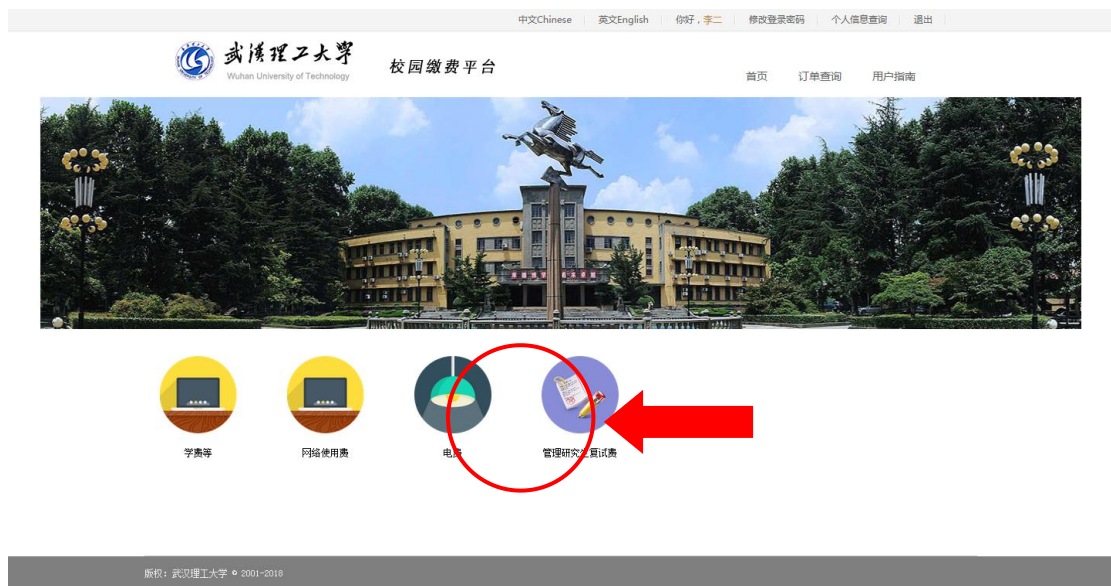 中文Chinese 英文English 你好，李二 修改登录密码 个人信息查询 退出
武汉理工大学
Wuhan University of Technology
校园缴费平台
首页 订单查询 用户指南
学费等 网络使用费 电费 管理研究生复试费
版权：武汉理工大学 © 2001-2018